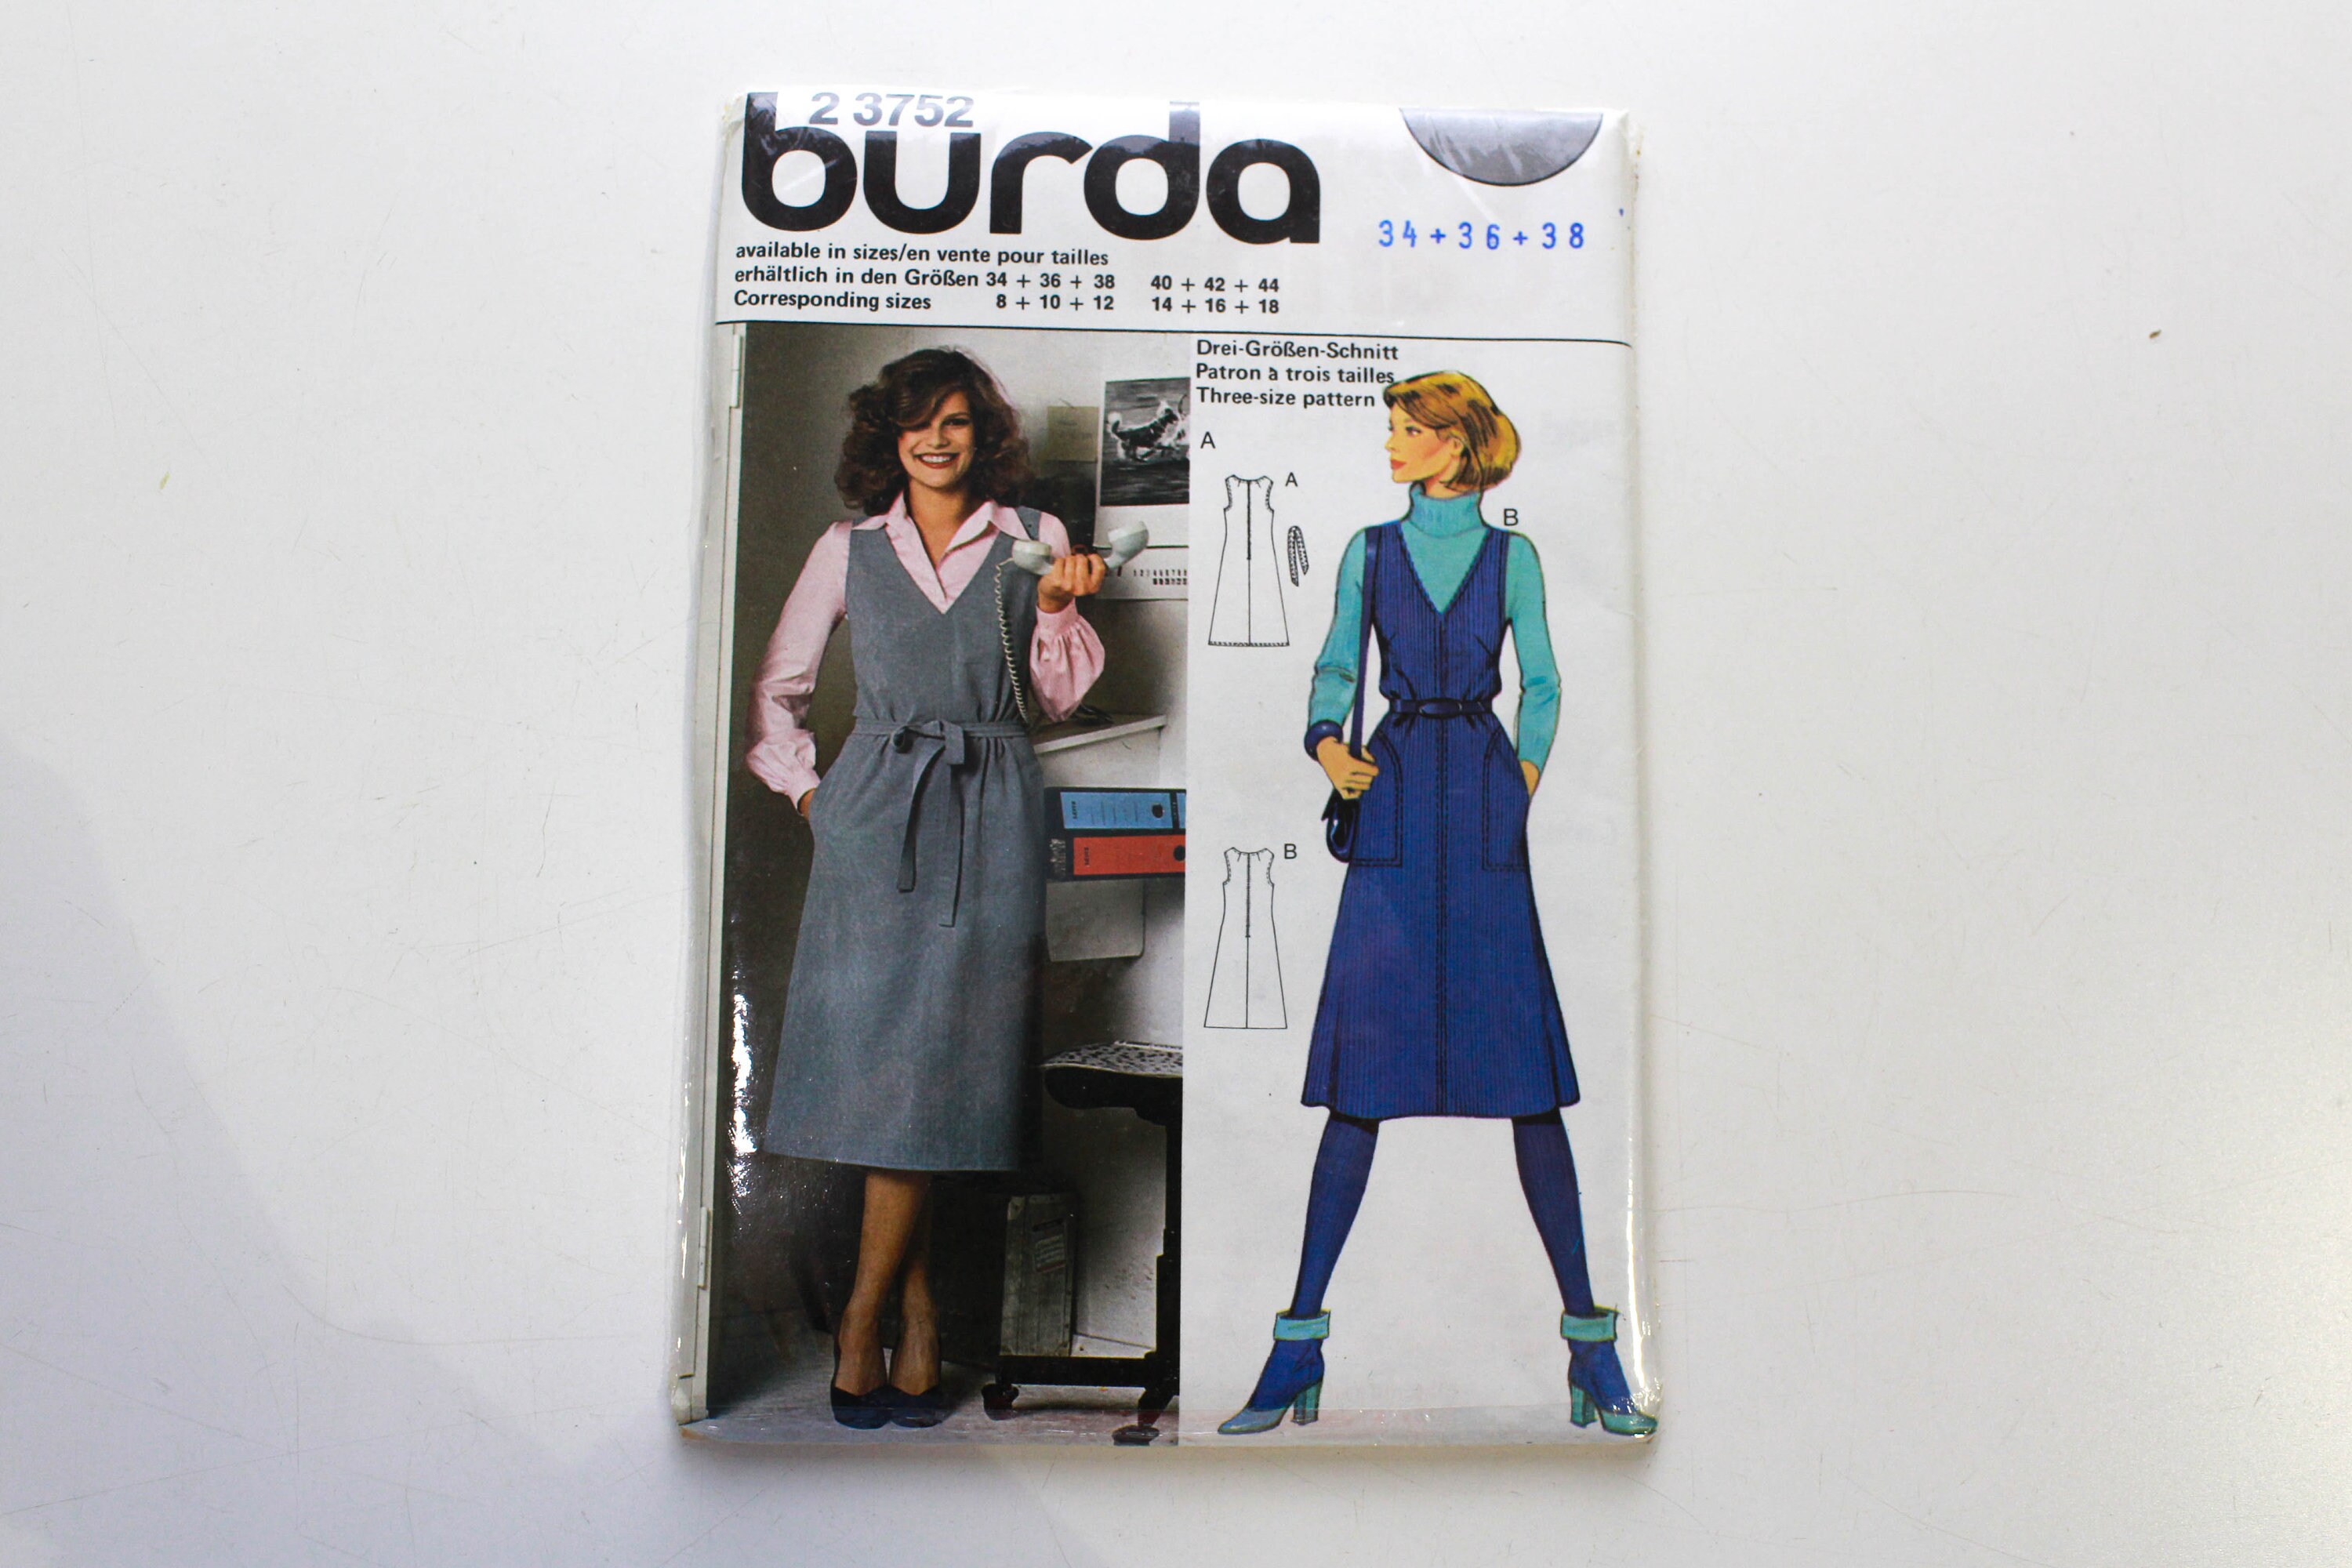 2 3752
burda
34+36+38
available in sizes/en vente pour tailles
erhältlich in den Größen 34 + 36 + 38 40 + 42 + 44
Corresponding sizes 8 + 10 + 12 14 + 16 + 18
Drei-Größen-Schnitt
Patron à trois tailles
Three-size pattern
A
A
B
B